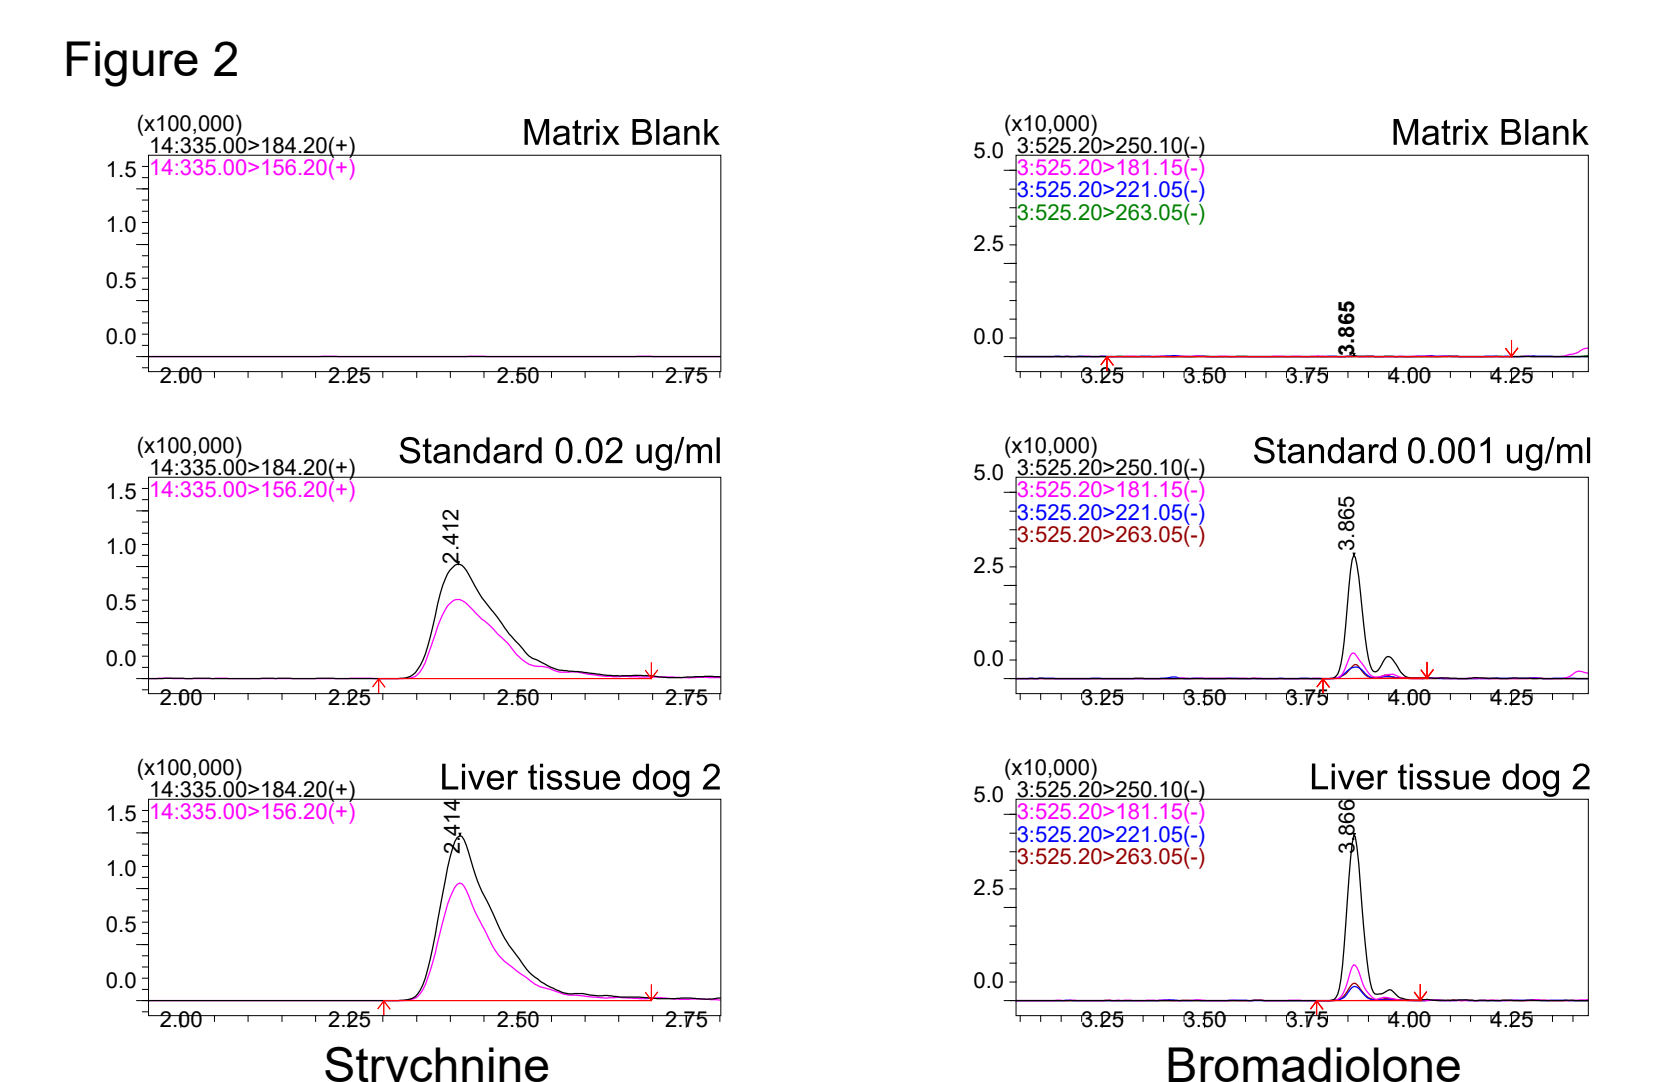 Figure 2
(x100,000)
14:335.00>184.20(+)
Matrix Blank
14:335.00>156.20(+)
1.5
1.0
0.5
0.0
2.00 2.25 2.50 2.75
(x10,000)
3:525.20>250.10(-)
Matrix Blank
5.0
3:525.20>181.15(-)
3:525.20>221.05(-)
3:525.20>263.05(-)
2.5
3.865
0.0
3.25 3.50 3.75 4.00 4.25
(x100,000)
14:335.00>184.20(+)
Standard 0.02 ug/ml
14:335.00>156.20(+)
1.5
2.412
1.0
0.5
0.0
2.00 2.25 2.50 2.75
(x10,000)
3:525.20>250.10(-)
Standard 0.001 ug/ml
5.0
3:525.20>181.15(-)
3:525.20>221.05(-)
3:525.20>263.05(-)
3.865
2.5
0.0
3.25 3.50 3.75 4.00 4.25
(x100,000)
14:335.00>184.20(+)
Liver tissue dog 2
14:335.00>156.20(+)
1.5
2.414
1.0
0.5
0.0
2.00 2.25 2.50 2.75
(x10,000)
3:525.20>250.10(-)
Liver tissue dog 2
5.0
3:525.20>181.15(-)
3:525.20>221.05(-)
3:525.20>263.05(-)
3.866
2.5
0.0
3.25 3.50 3.75 4.00 4.25
Strychnine
Bromadiolone